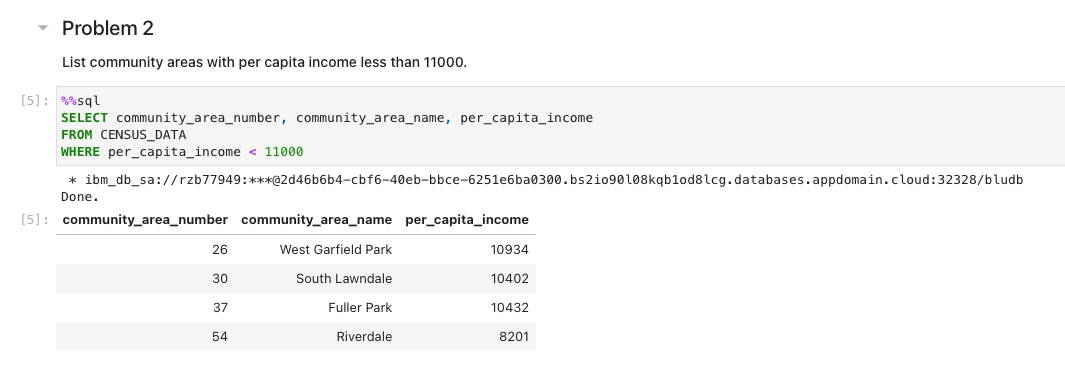 Problem 2
List community areas with per capita income less than 11000.
[5]: %%sql
SELECT community_area_number, community_area_name, per_capita_income
FROM CENSUS_DATA
WHERE per_capita_income < 11000
* ibm_db_sa://rzb77949:***@2d46b6b4-cbf6-40eb-bbce-6251e6ba0300.bs2io90l08kqb1od8lcg.databases.appdomain.cloud:32328/bludb
Done.
[5]: community_area_number community_area_name per_capita_income
26 West Garfield Park 10934
30 South Lawndale 10402
37 Fuller Park 10432
54 Riverdale 8201